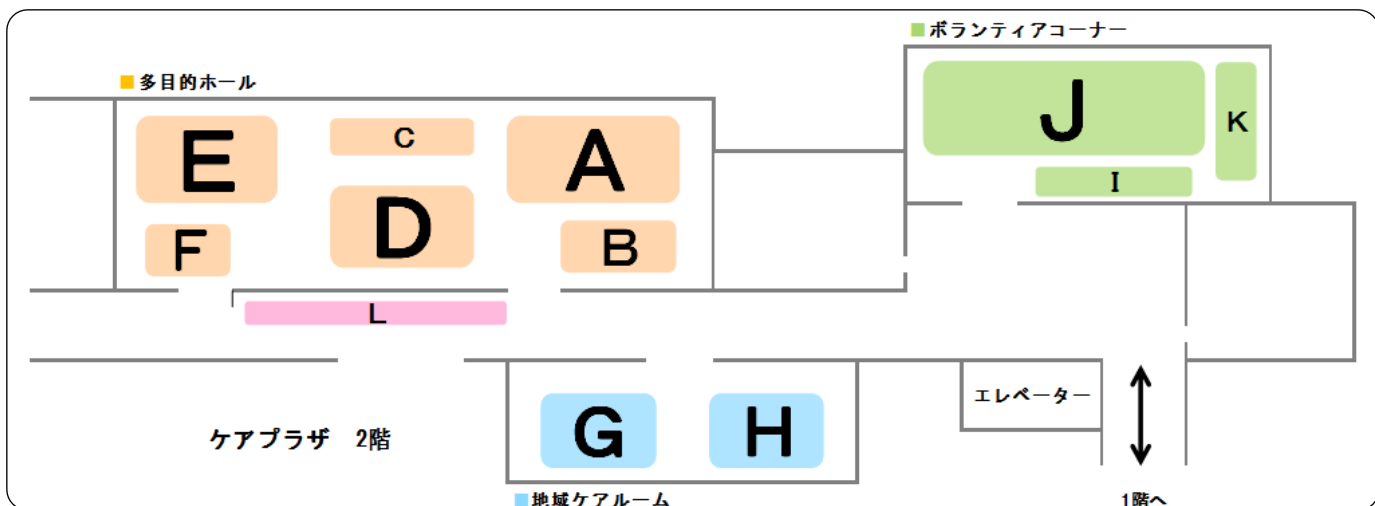 ■ボランティアコーナー
■多目的ホール
J
K
I
E
C
A
D
F
B
L
エレベーター
G
H
ケアプラザ 2階
■地域ケアルーム
1階へ